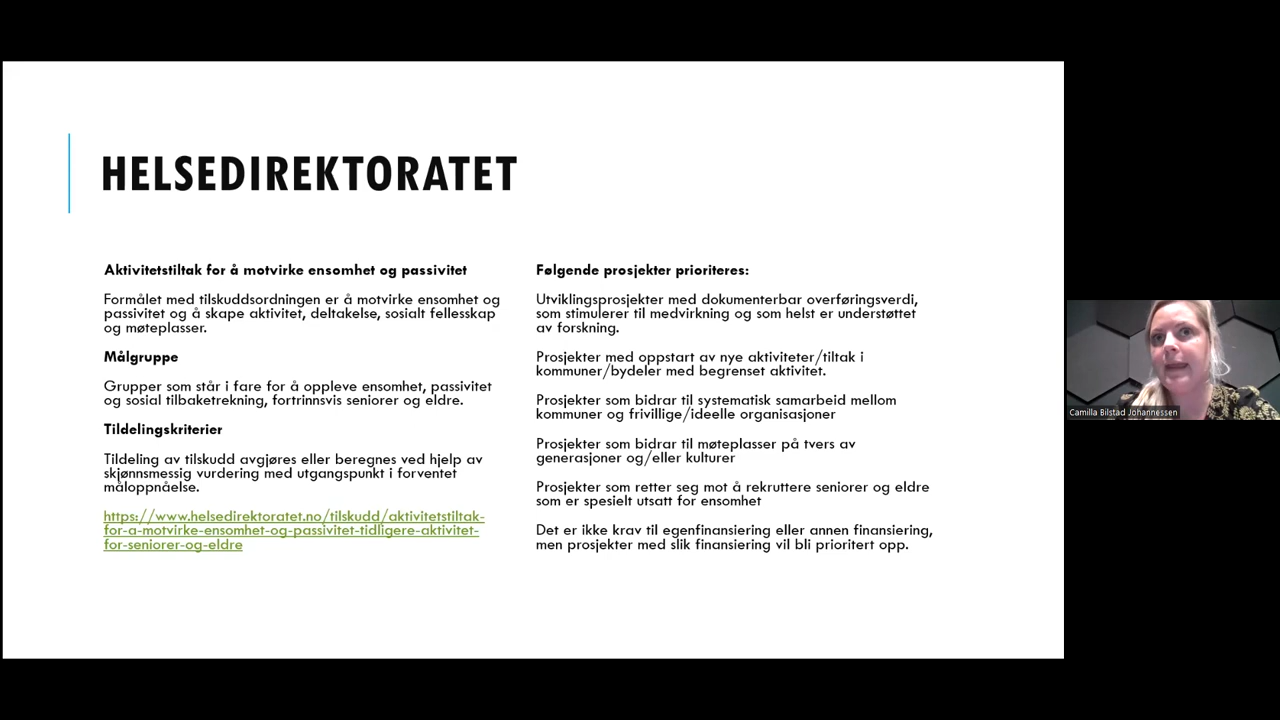 HELSEDIREKTORATET
Aktivitetstiltak for å motvirke ensomhet og passivitet
Formålet med tilskuddsordningen er å motvirke ensomhet og
passivitet og å skape aktivitet, deltakelse, sosialt fellesskap
og møteplasser.
Målgruppe
Grupper som står i fare for å oppleve ensomhet, passivitet
og sosial tilbaketrekning, fortrinnsvis seniorer og eldre.
Tildelingskriterier
Tildeling av tilskudd avgjøres eller beregnes ved hjelp av
skjønnsmessig vurdering med utgangspunkt i forventet
måloppnåelse.
https://www.helsedirektoratet.no/tilskudd/aktivitetstiltak-
for-a-motvirke-ensomhet-og-passivitet-tidligere-aktivitet-
for-seniorer-og-eldre
Følgende prosjekter prioriteres:
Utviklingsprosjekter med dokumenterbar overføringsverdi,
som stimulerer til medvirkning og som helst er understøttet
av forskning.
Prosjekter med oppstart av nye aktiviteter/tiltak i
kommuner/bydeler med begrenset aktivitet.
Prosjekter som bidrar til systematisk samarbeid mellom
kommuner og frivillige/ideelle organisasjoner
Prosjekter som bidrar til møteplasser på tvers av
generasjoner og/eller kulturer
Prosjekter som retter seg mot å rekruttere seniorer og eldre
som er spesielt utsatt for ensomhet
Det er ikke krav til egenfinansiering eller annen finansiering,
men prosjekter med slik finansiering vil bli prioritert opp.
Camilla Bilstad Johannessen